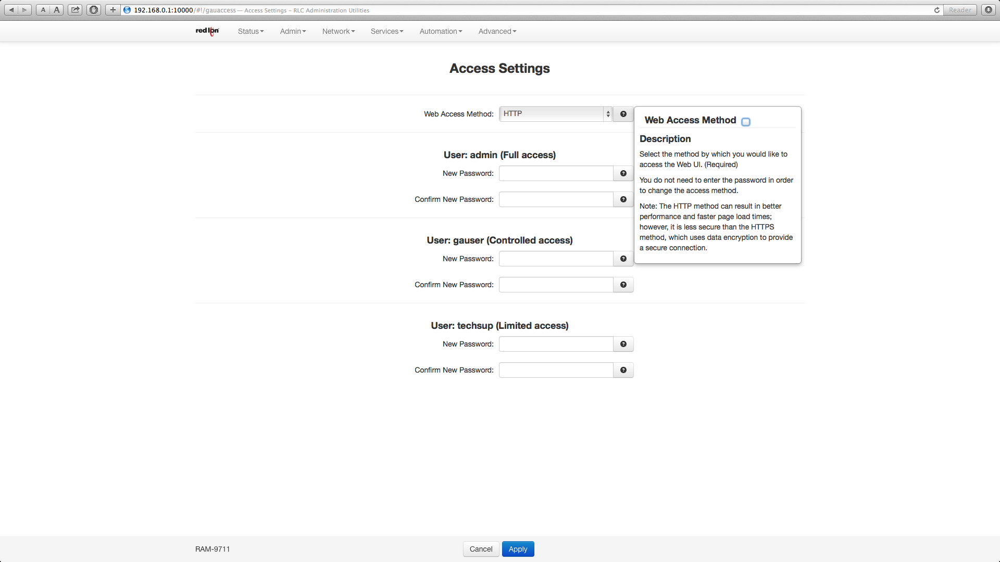 A A + 192.168.0.1:10000/#!/gauaccess — Access Settings – RLC Administration Utilities Reader
red lion Status Admin Network Services Automation Advanced
Access Settings
Web Access Method: HTTP
Web Access Method
Description
Select the method by which you would like to
access the Web UI. (Required)
You do not need to enter the password in order
to change the access method.
Note: The HTTP method can result in better
performance and faster page load times;
however, it is less secure than the HTTPS
method, which uses data encryption to provide
a secure connection.
User: admin (Full access)
New Password:
Confirm New Password:
User: gauser (Controlled access)
New Password:
Confirm New Password:
User: techsup (Limited access)
New Password:
Confirm New Password:
RAM-9711 Cancel Apply